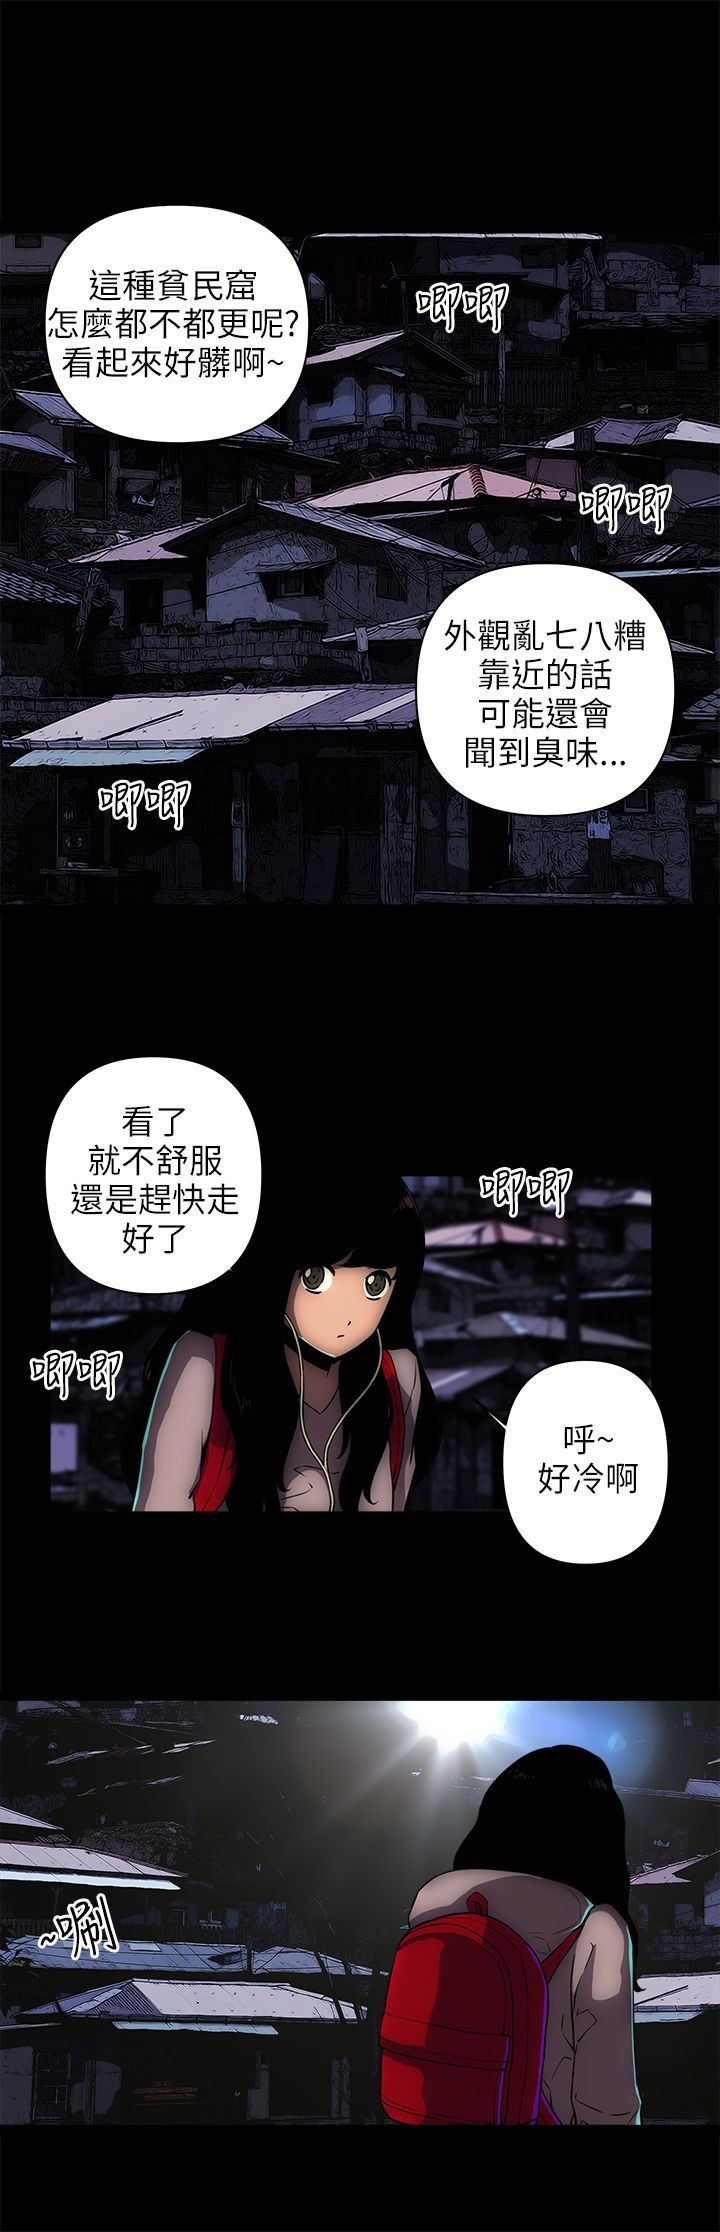 這種貧民窟
怎麼都不都更呢?
看起來好髒啊~
唧唧
唧唧
外觀亂七八糟
靠近的話
可能還會
聞到臭味...
唧唧
看了
就不舒服
還是趕快走
好了
唧唧
唧唧
呼~
好冷啊
~唰